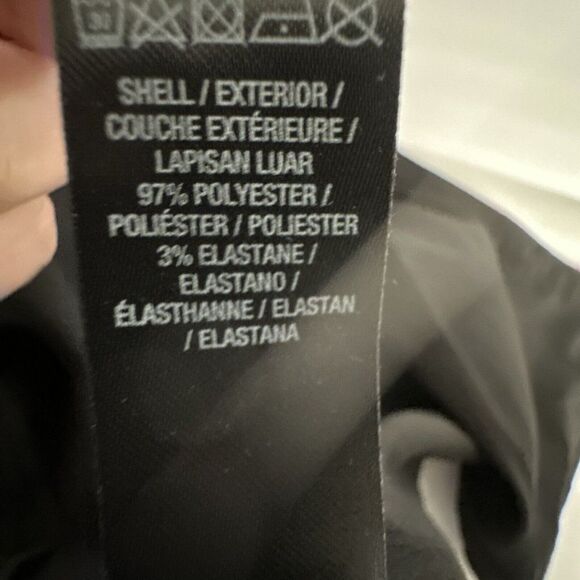 SHELL / EXTERIOR /
COUCHE EXTÉRIEURE /
LAPISAN LUAR
97% POLYESTER /
POLIÉSTER / POLIESTER
3% ELASTANE /
ELASTANO /
ÉLASTHANNE / ELASTAN
/ ELASTANA